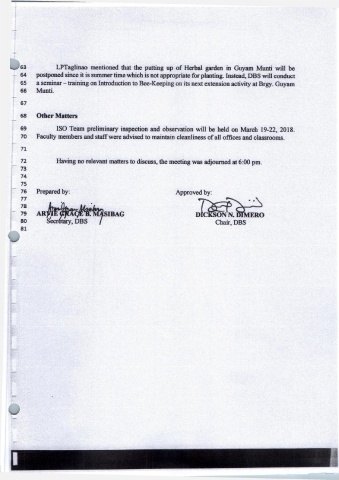 63 I.PTaglinao mentioned that the putting up of Herbal garden in Guyam Munti will be
64 postponed since it is summer time which is not appropriate for planting. Instead, DBS will conduct
65 a seminar – training on Introduction to Bee-Keeping on its next extension activity at Brgy. Guyam
66 Munti.
67
68 Other Matters
69 ISO Team preliminary inspection and observation will be held on March 19-22, 2018.
70 Faculty members and staff were advised to maintain cleanliness of all offices and classrooms.
71
72 Having no relevant matters to discuss, the meeting was adjourned at 6:00 pm.
73
74
75
76 Prepared by: Approved by:
77
78
79 ARVIE GRACE B. MASIBAG DICKSON N. DIMERO
80 Secretary, DBS Chair, DBS
81